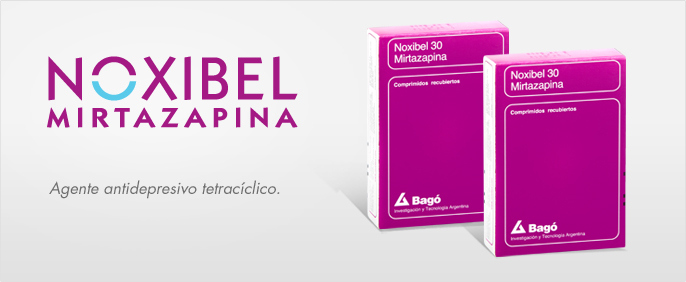 NOXIBEL
MIRTAZAPINA
Agente antidepresivo tetracíclico.
Noxibel 30
Mirtazapina
Comprimidos recubiertos
Bagó
Investigación y Tecnología Argentina
Noxibel 30
Mirtazapina
Comprimidos recubiertos
Bagó
Investigación y Tecnología Argentina